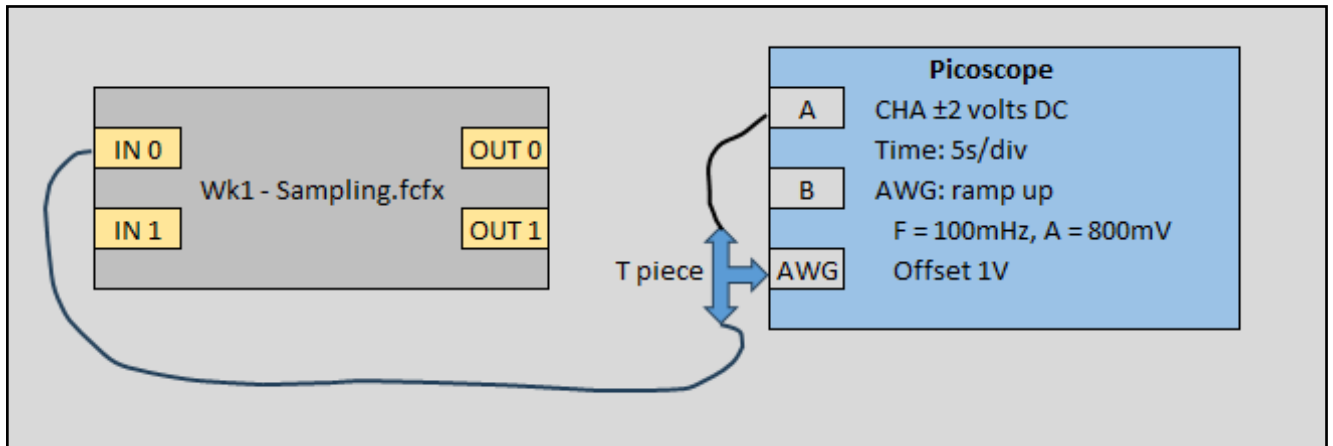 Picoscope
A
CHA ±2 volts DC
IN 0
OUT 0
Time: 5s/div
Wk1 - Sampling.fcfx
B
AWG: ramp up
IN 1
OUT 1
F = 100mHz, A = 800mV
T piece
AWG
Offset 1V